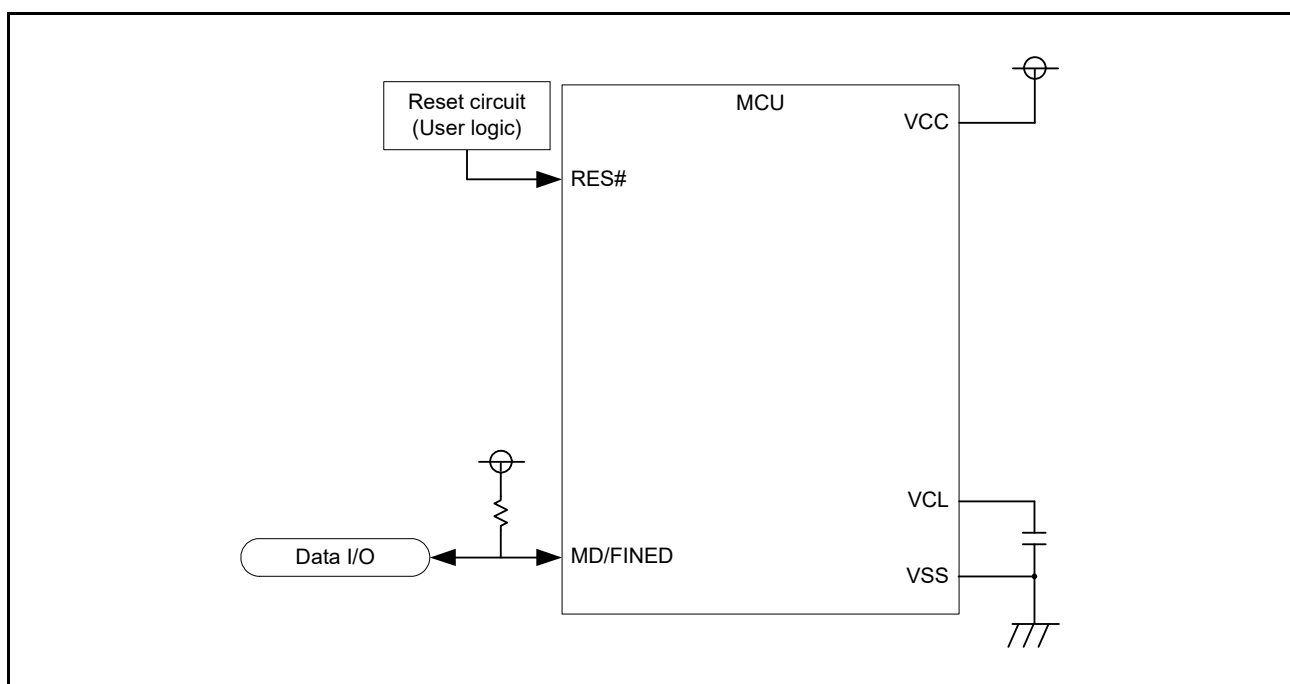 MCU
Reset circuit
(User logic)
VCC
RES#
VCL
Data I/O
MD/FINED
VSS